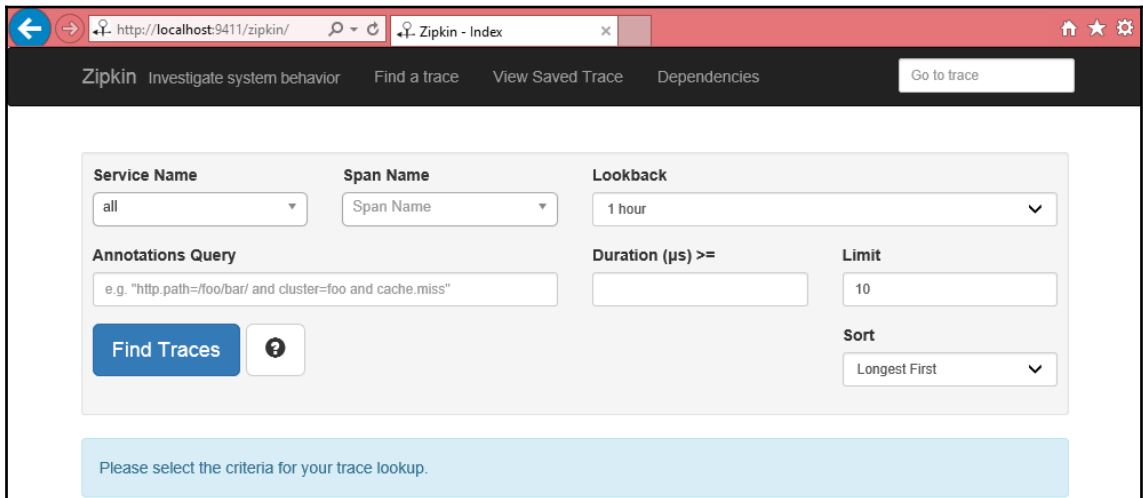 http://localhost:9411/zipkin/ Zipkin - Index
Zipkin Investigate system behavior Find a trace View Saved Trace Dependencies Go to trace
Service Name Span Name Lookback
all Span Name 1 hour
Annotations Query Duration (µs) >= Limit
e.g. "http.path=/foo/bar/ and cluster=foo and cache.miss" 10
Find Traces Sort
Longest First
Please select the criteria for your trace lookup.